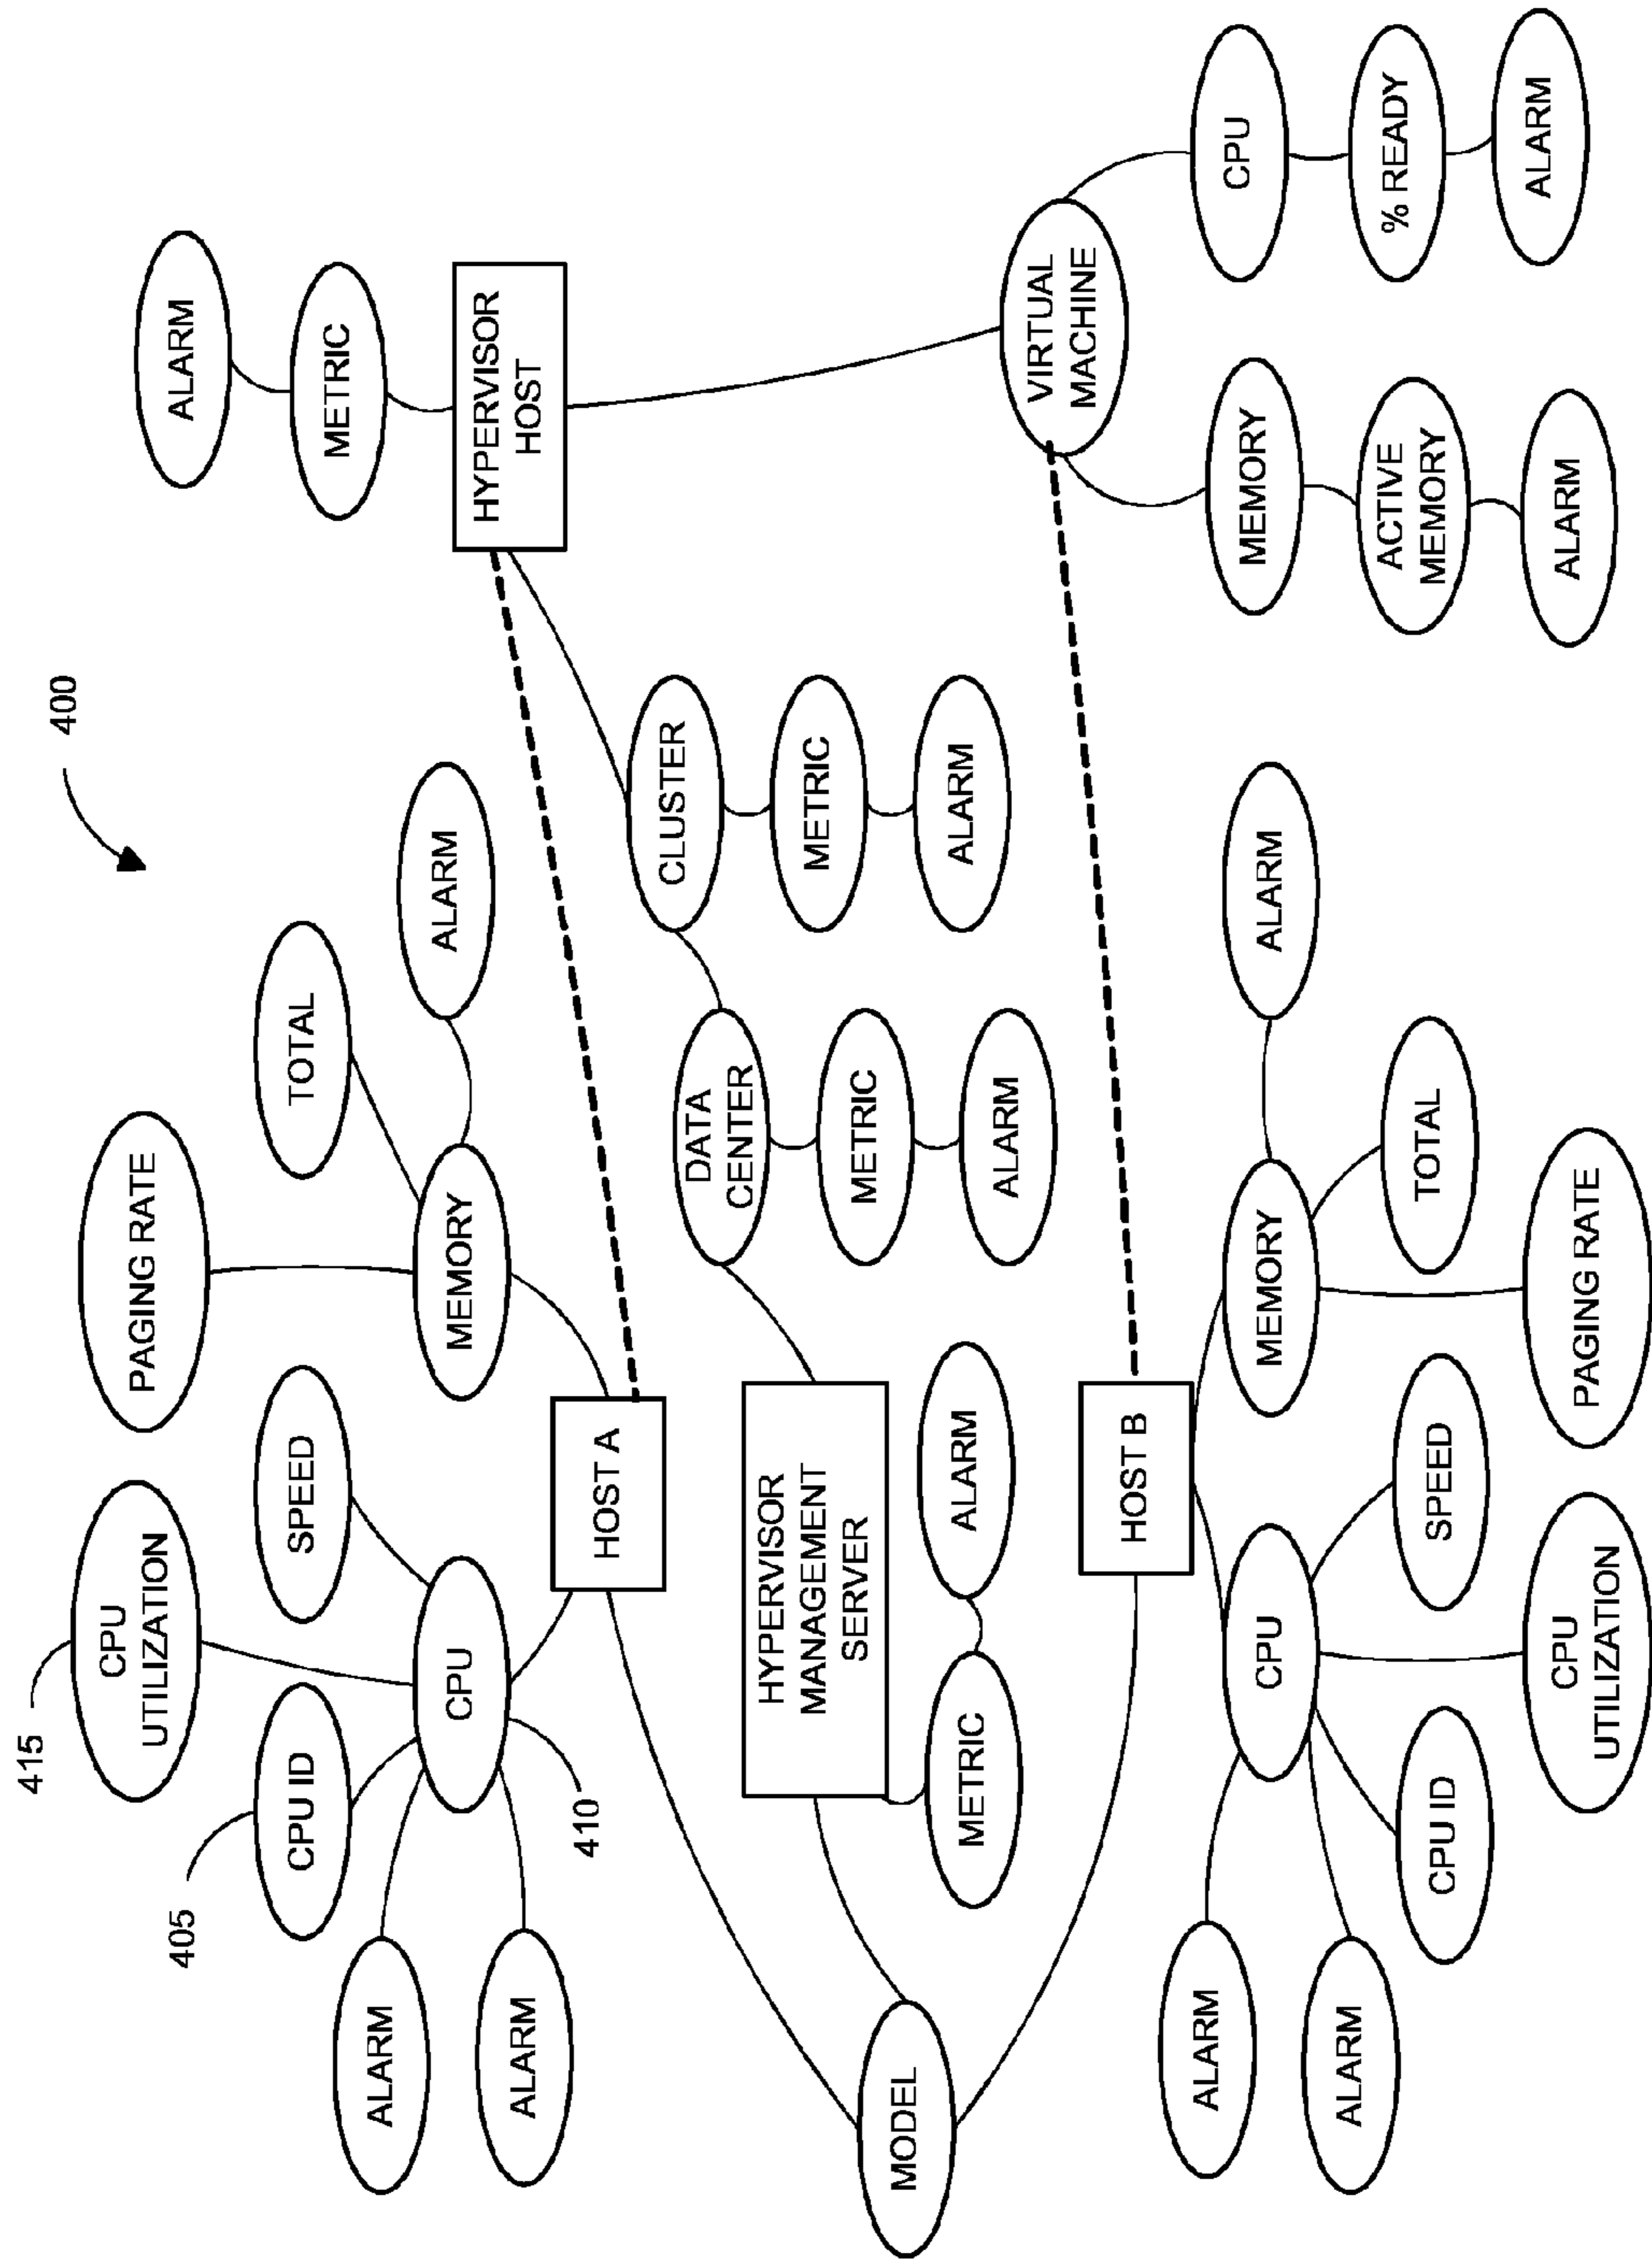 415
400
CPU
UTILIZATION
PAGING RATE
405
ALARM
CPU ID
SPEED
TOTAL
METRIC
ALARM
CPU
MEMORY
ALARM
HYPERVISOR
HOST
ALARM
410
HOST A
CLUSTER
DATA
CENTER
HYPERVISOR
MANAGEMENT
SERVER
METRIC
METRIC
MODEL
METRIC
ALARM
ALARM
ALARM
VIRTUAL
MACHINE
HOST B
ALARM
CPU
MEMORY
ALARM
MEMORY
CPU
ALARM
CPU ID
SPEED
TOTAL
ACTIVE
MEMORY
% READY
CPU
UTILIZATION
PAGING RATE
ALARM
ALARM